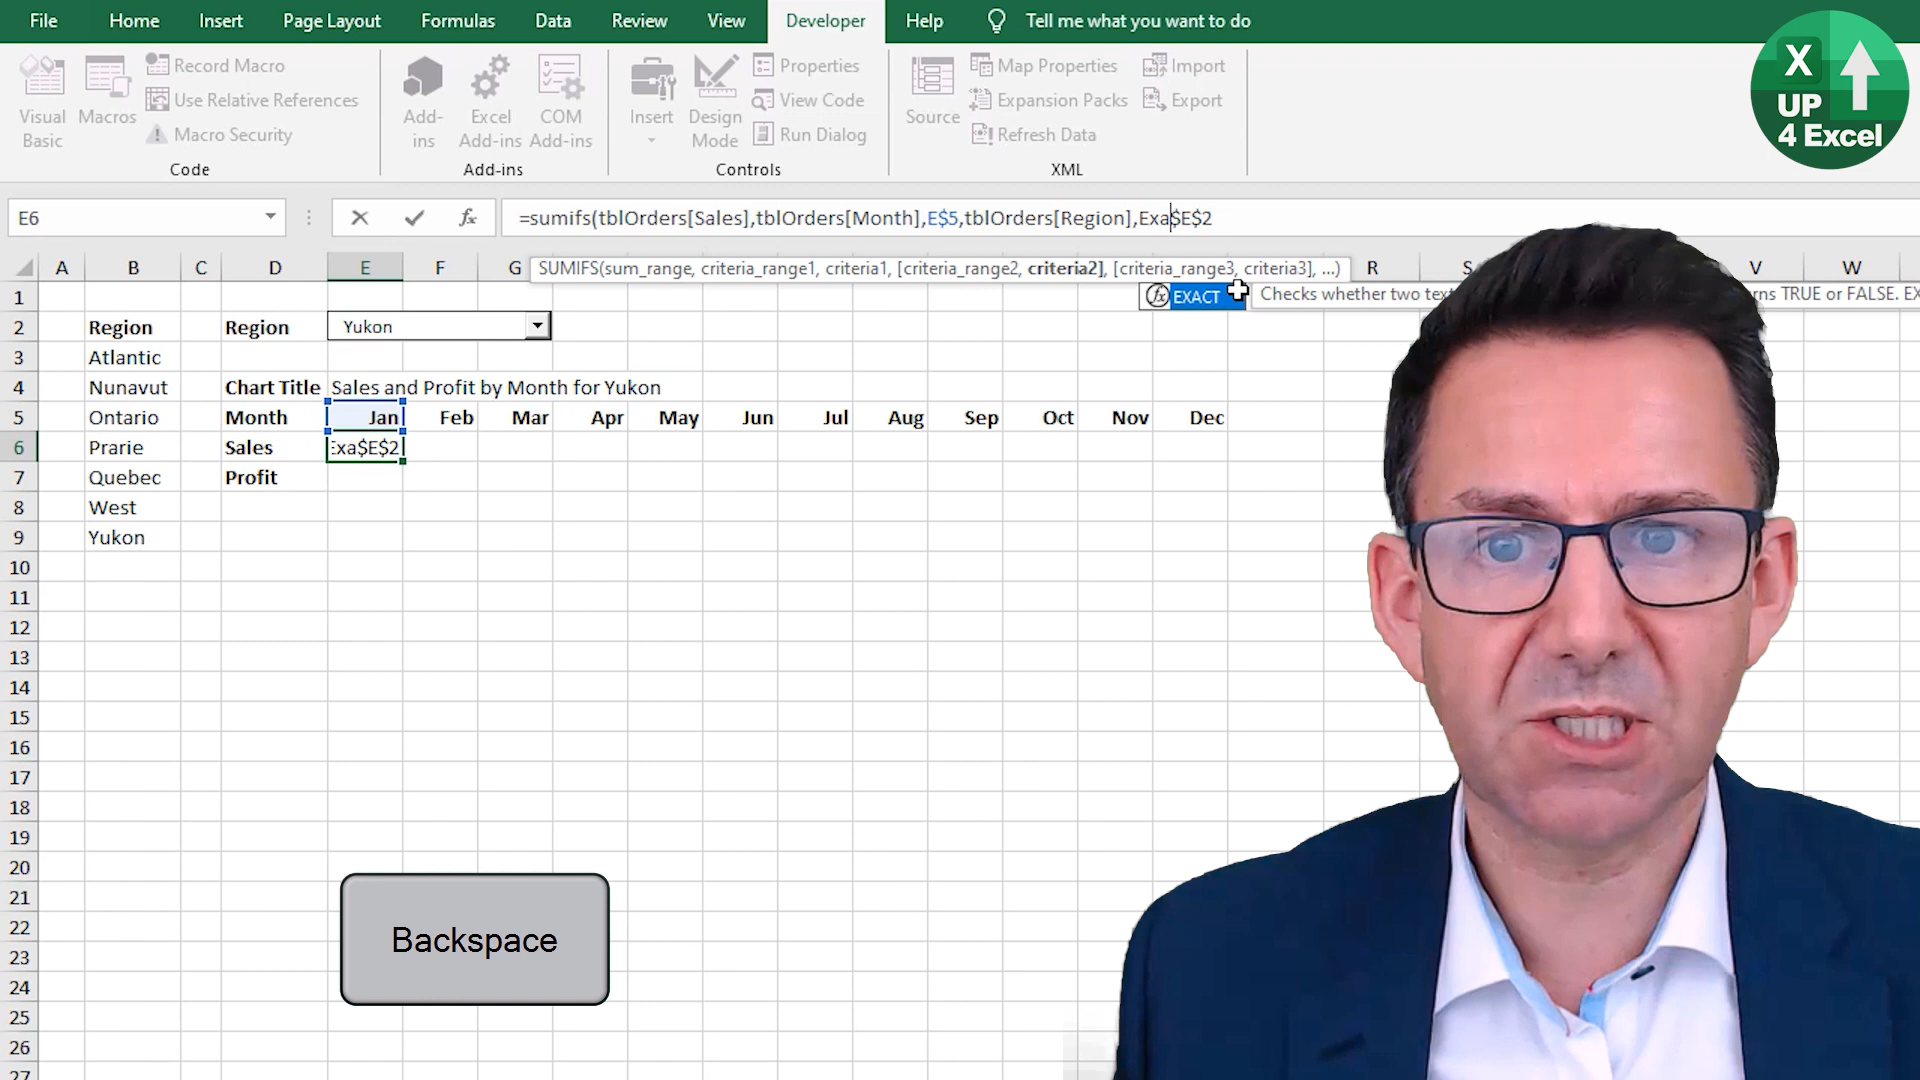 File Home Insert Page Layout Formulas Data Review View Developer Help Tell me what you want to do
X
UP
4 Excel
Visual Basic
Macros
Record Macro
Use Relative References
Macro Security
Code
Add-ins
Excel Add-ins
COM Add-ins
Add-ins
Insert
Design Mode
Properties
View Code
Run Dialog
Controls
Source
Map Properties
Expansion Packs
Refresh Data
Import
Export
XML
E6
fx
=sumifs(tblOrders[Sales],tblOrders[Month],E$5,tblOrders[Region],Exa$E$2
SUMIFS(sum_range, criteria_range1, criteria1, [criteria_range2, criteria2], [criteria_range3, criteria3], ...)
A B C D E F G R S V W
fx EXACT Checks whether two text rns TRUE or FALSE. EX
1
2 Region Region Yukon
3 Atlantic
4 Nunavut Chart Title Sales and Profit by Month for Yukon
5 Ontario Month Jan Feb Mar Apr May Jun Jul Aug Sep Oct Nov Dec
6 Prarie Sales Exa$E$2
7 Quebec Profit
8 West
9 Yukon
10
11
12
13
14
15
16
17
18
19
20
21
22
23
24
25
26
27
Backspace